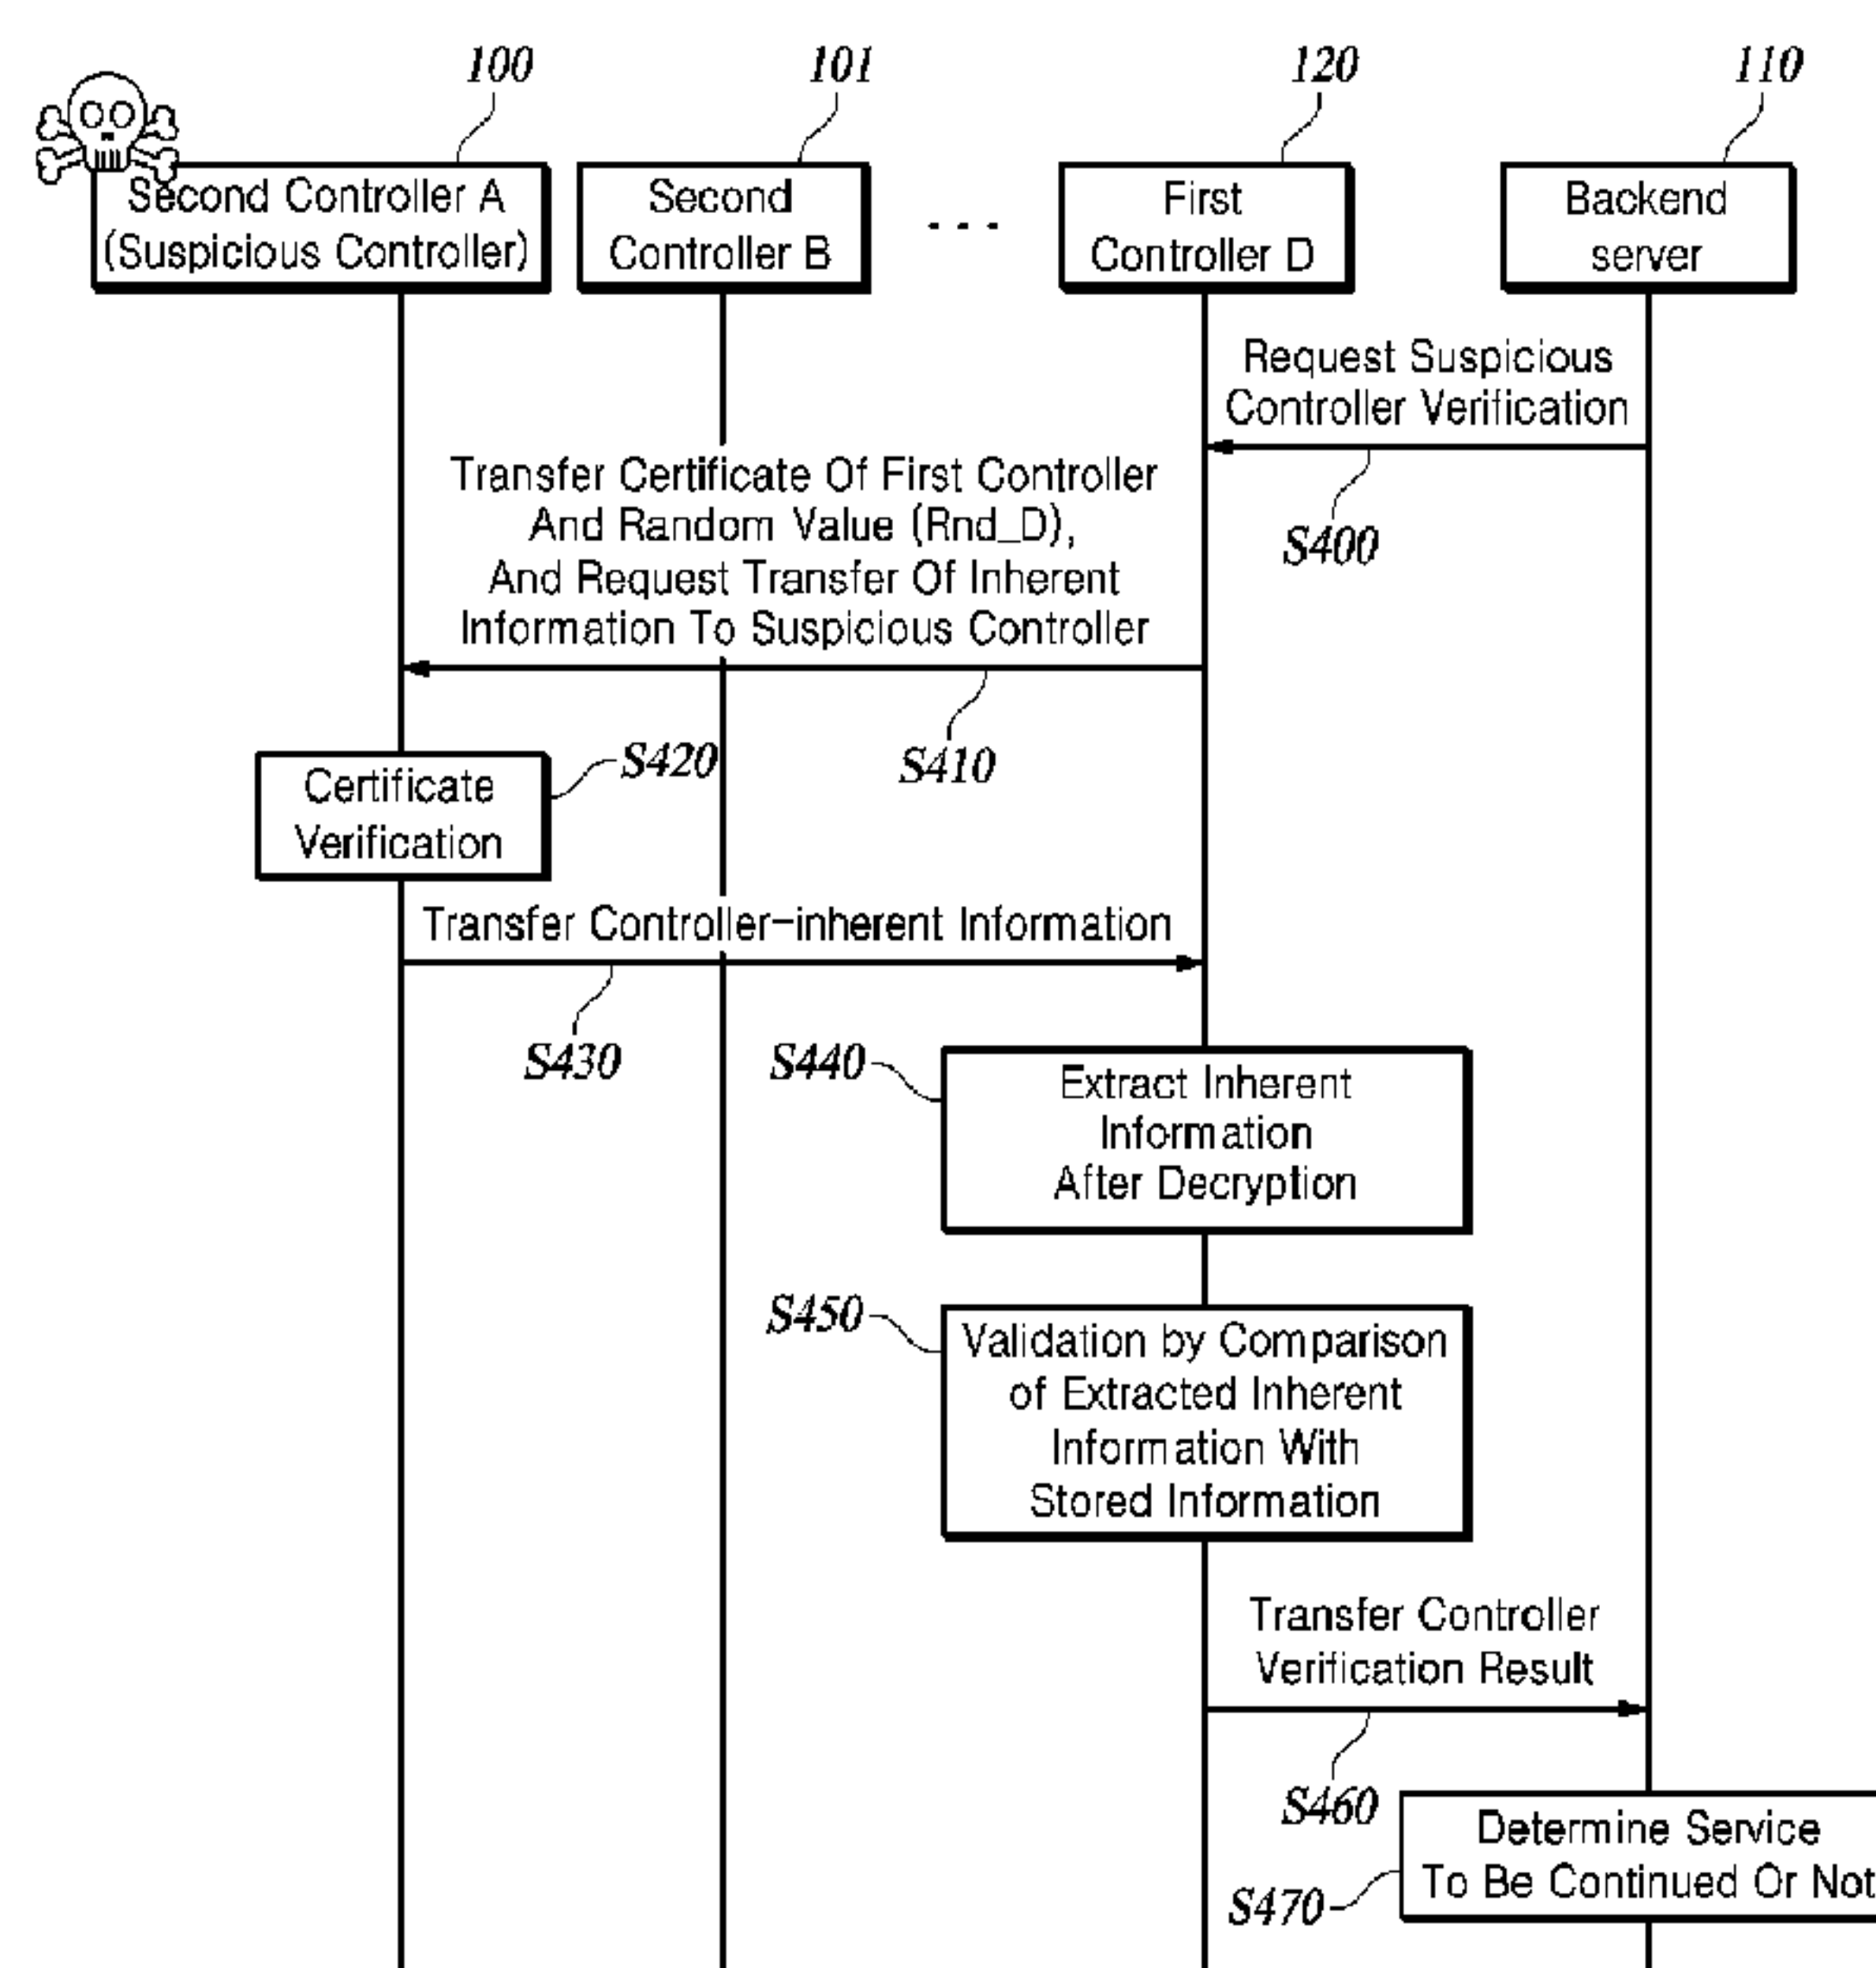 100
101
120
110
Second Controller A
(Suspicious Controller)
Second
Controller B
. . .
First
Controller D
Backend
server
Request Suspicious
Controller Verification
S400
Transfer Certificate Of First Controller
And Random Value (Rnd_D),
And Request Transfer Of Inherent
Information To Suspicious Controller
S410
Certificate
Verification
S420
Transfer Controller-inherent Information
S430
S440
Extract Inherent
Information
After Decryption
S450
Validation by Comparison
of Extracted Inherent
Information With
Stored Information
Transfer Controller
Verification Result
S460
Determine Service
To Be Continued Or Not
S470